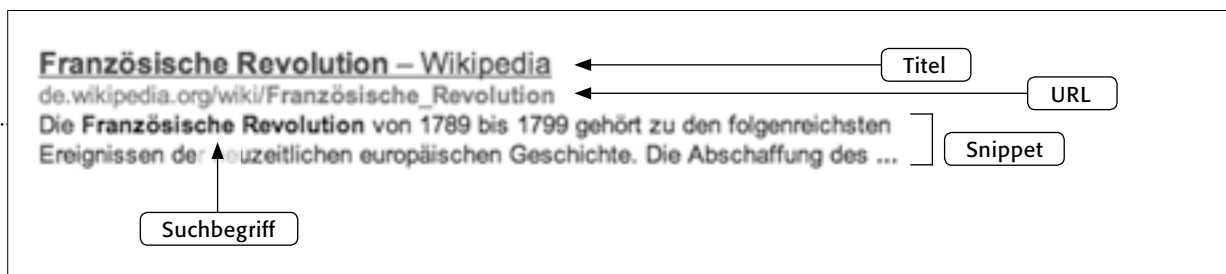 Französische Revolution – Wikipedia
Titel
de.wikipedia.org/wiki/Französische_Revolution
URL
Die Französische Revolution von 1789 bis 1799 gehört zu den folgenreichsten
Ereignissen der neuzeitlichen europäischen Geschichte. Die Abschaffung des ...
Snippet
Suchbegriff